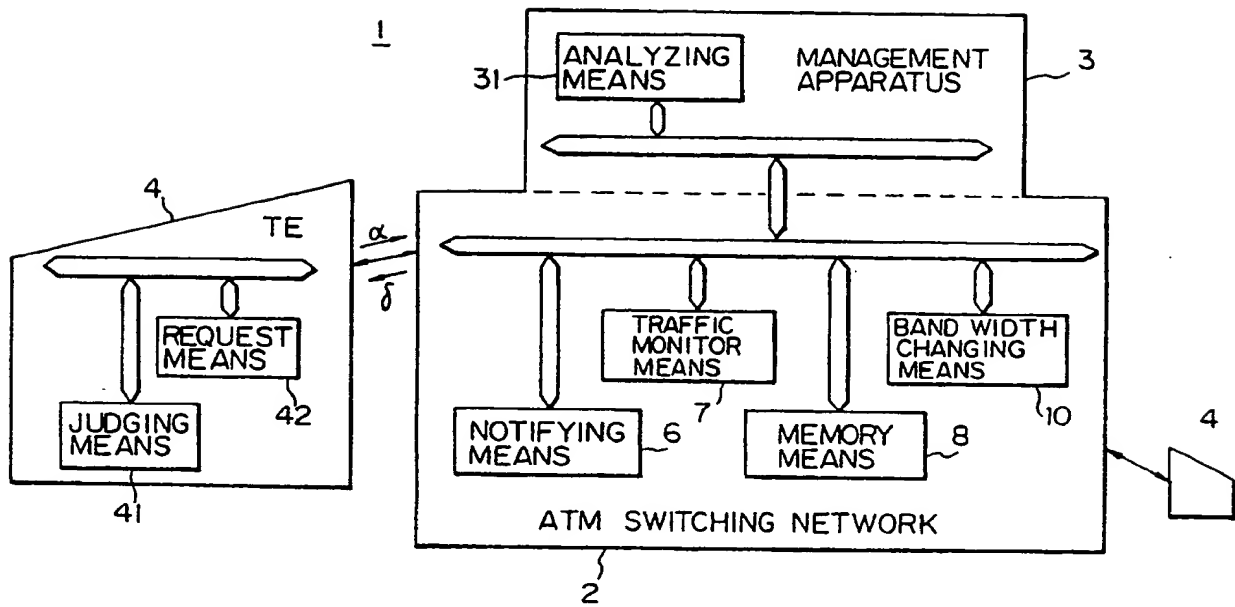 1
ANALYZING
MEANS
31
MANAGEMENT
APPARATUS
3
4
TE
α
δ
REQUEST
MEANS
42
JUDGING
MEANS
41
TRAFFIC
MONITOR
MEANS
7
BAND WIDTH
CHANGING
MEANS
10
NOTIFYING
MEANS
6
MEMORY
MEANS
8
4
ATM SWITCHING NETWORK
2